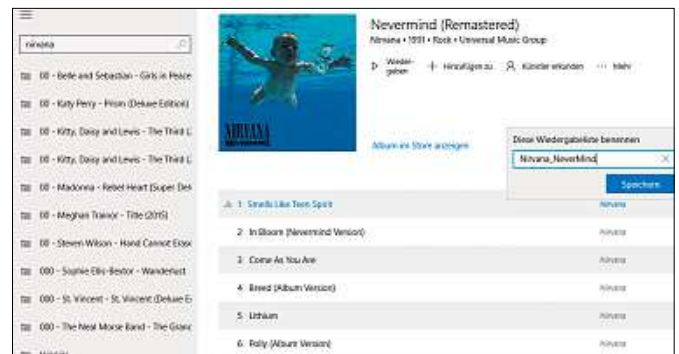 nirvana
00 - Belle and Sebastian - Girls in Peace
00 - Katy Perry - Prism (Deluxe Edition)
00 - Kitty, Daisy and Lewis - The Third L
00 - Kitty, Daisy and Lewis - The Third L
00 - Madonna - Rebel Heart (Super Del
00 - Meghan Trainor - Title (2015)
00 - Steven Wilson - Hand Cannot Erase
000 - Sophie Ellis-Bextor - Wanderlust
000 - St. Vincent - St. Vincent (Deluxe E
000 - The Neal Morse Band - The Grand
NIRVANA
NEVERMIND
Nevermind (Remastered)
Nirvana • 1991 • Rock • Universal Music Group
Wieder-
geben
Hinzufügen zu
Künstler erkunden
Mehr
Album im Store anzeigen
Diese Wiedergabeliste benennen
Nirvana_NeverMind
Speichern
1 Smells Like Teen Spirit Nirvana
2 In Bloom (Nevermind Version) Nirvana
3 Come As You Are Nirvana
4 Breed (Album Version) Nirvana
5 Lithium Nirvana
6 Polly (Album Version) Nirvana